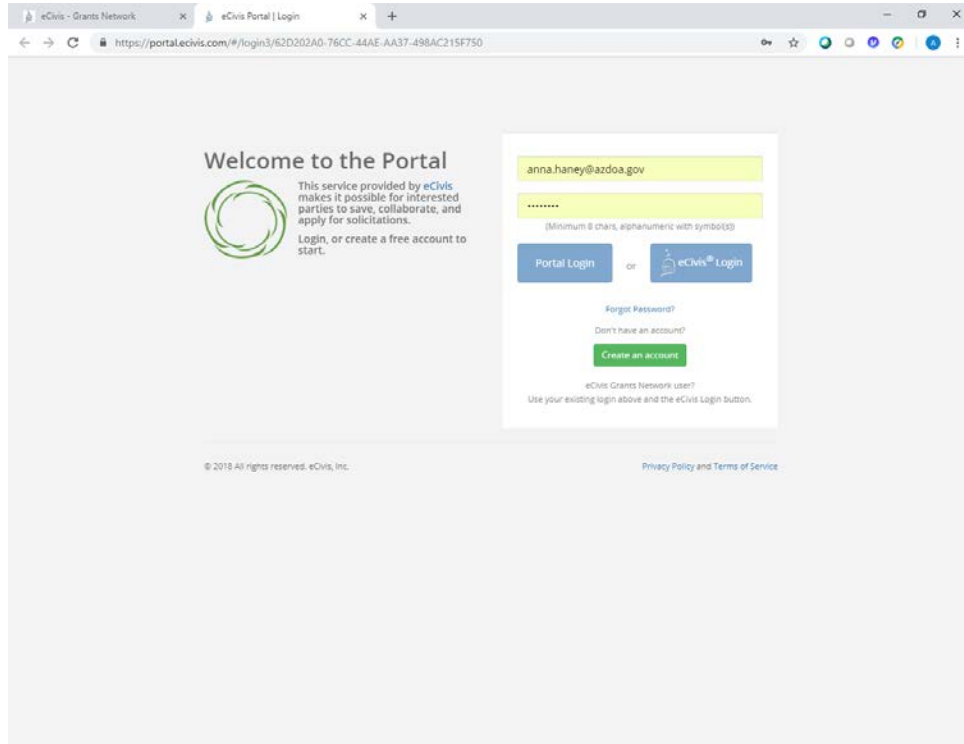 eCivis - Grants Network
eCivis Portal | Login
https://portal.ecivis.com/#/login3/62D202A0-76CC-44AE-AA37-498AC215F750
A
Welcome to the Portal
This service provided by eCivis
makes it possible for interested
parties to save, collaborate, and
apply for solicitations.
Login, or create a free account to
start.
anna.haney@azdoa.gov
••••••••
(Minimum 8 chars, alphanumeric with symbol(s))
Portal Login
or
eCivis® Login
Forgot Password?
Don't have an account?
Create an account
eCivis Grants Network user?
Use your existing login above and the eCivis Login button.
© 2018 All rights reserved. eCivis, Inc.
Privacy Policy and Terms of Service